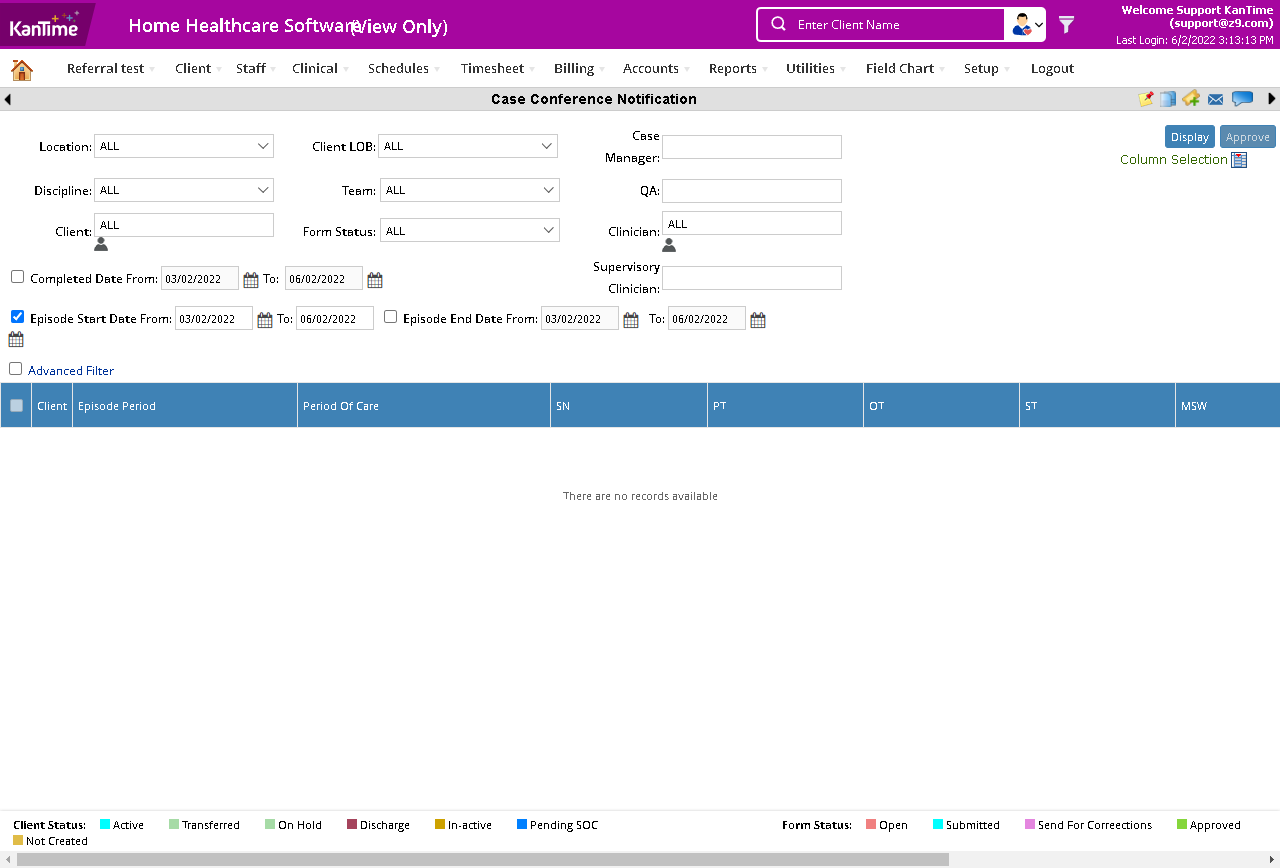 KanTime Home Healthcare Software (View Only) Enter Client Name Welcome Support KanTime
(support@z9.com)
Last Login: 6/2/2022 3:13:13 PM
Referral test Client Staff Clinical Schedules Timesheet Billing Accounts Reports Utilities Field Chart Setup Logout
Case Conference Notification
Location: ALL Client LOB: ALL Case Manager: Display Approve
Column Selection
Discipline: ALL Team: ALL QA:
Client: ALL Form Status: ALL Clinician: ALL
Completed Date From: 03/02/2022 To: 06/02/2022 Supervisory Clinician:
Episode Start Date From: 03/02/2022 To: 06/02/2022 Episode End Date From: 03/02/2022 To: 06/02/2022
Advanced Filter
Client Episode Period Period Of Care SN PT OT ST MSW
There are no records available
Client Status: Active Transferred On Hold Discharge In-active Pending SOC Form Status: Open Submitted Send For Correections Approved
Not Created